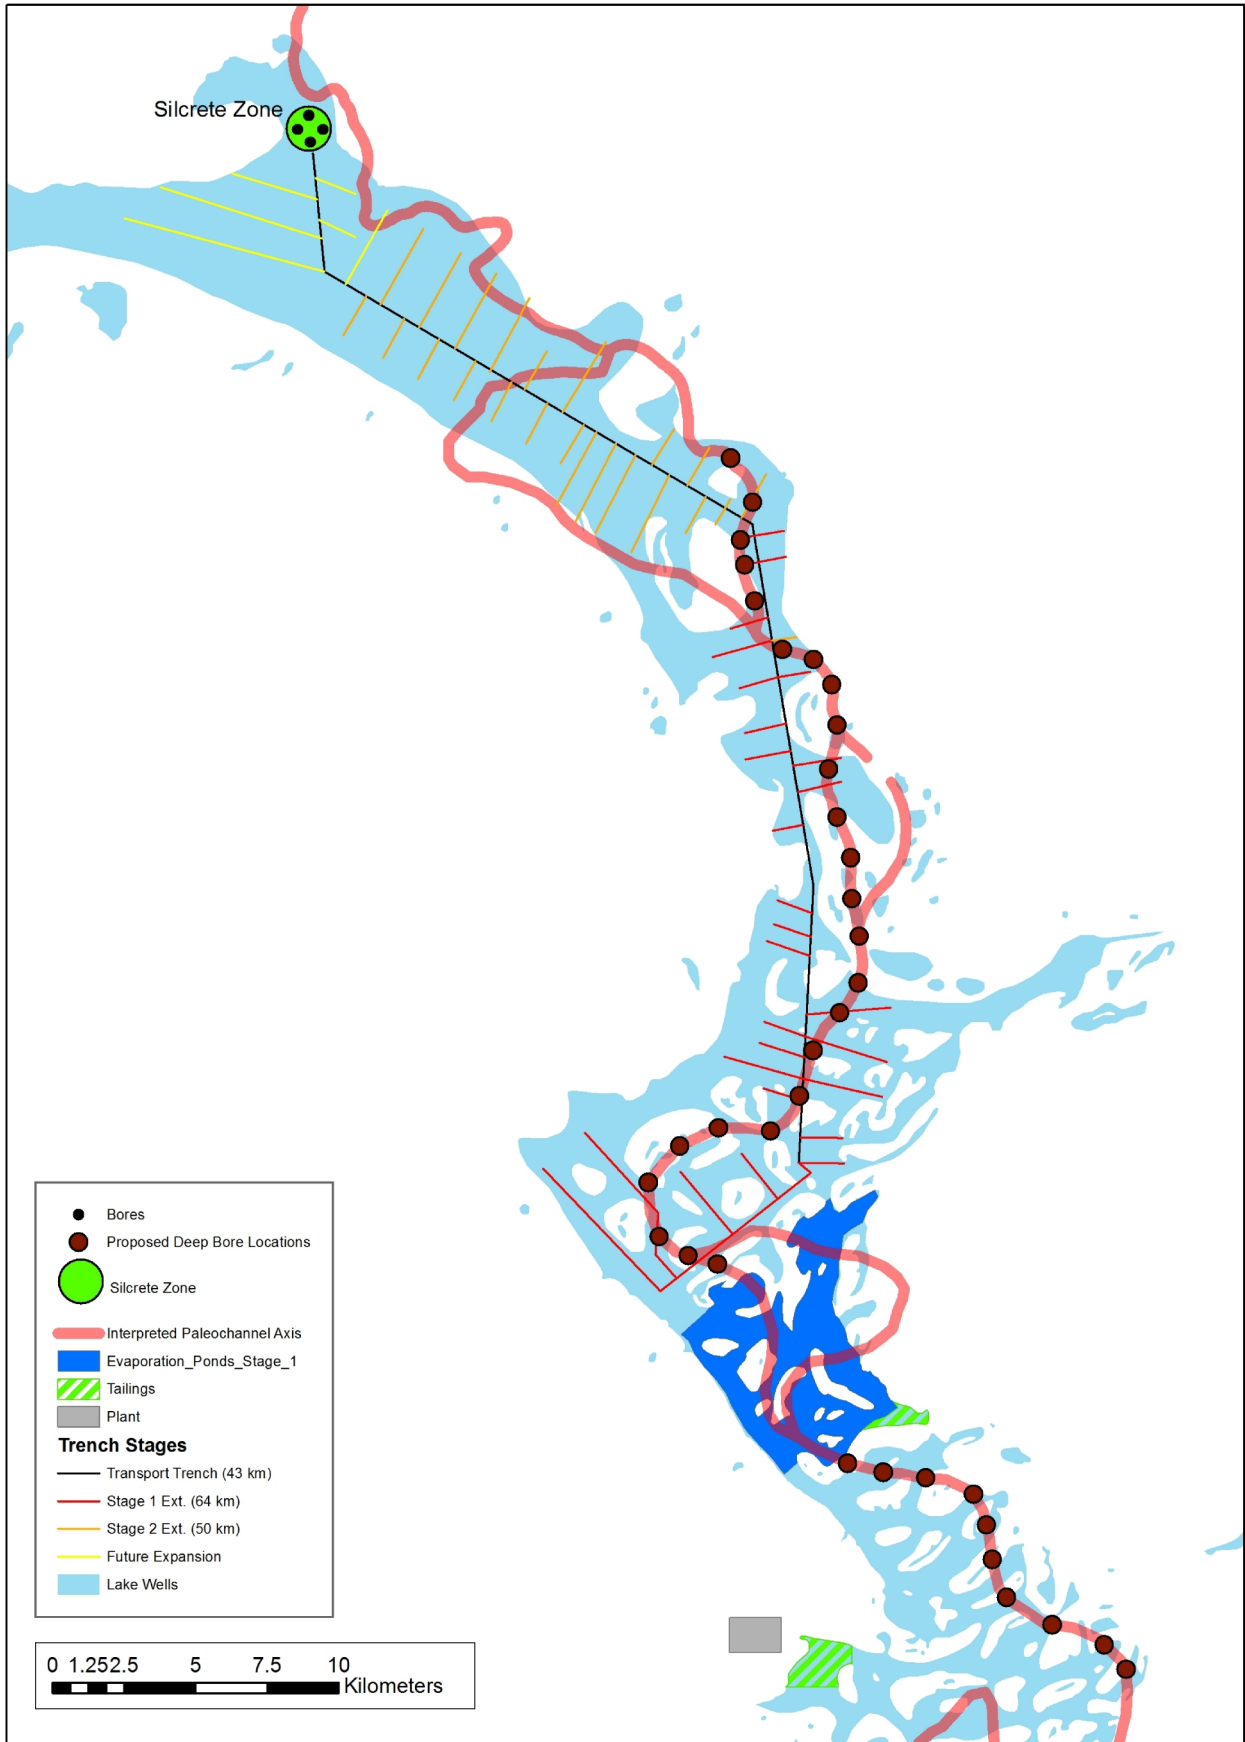 Silcrete Zone
Bores
Proposed Deep Bore Locations
Silcrete Zone
Interpreted Paleochannel Axis
Evaporation_Ponds_Stage_1
Tailings
Plant
Trench Stages
Transport Trench (43 km)
Stage 1 Ext. (64 km)
Stage 2 Ext. (50 km)
Future Expansion
Lake Wells
0 1.252.5 5 7.5 10
Kilometers